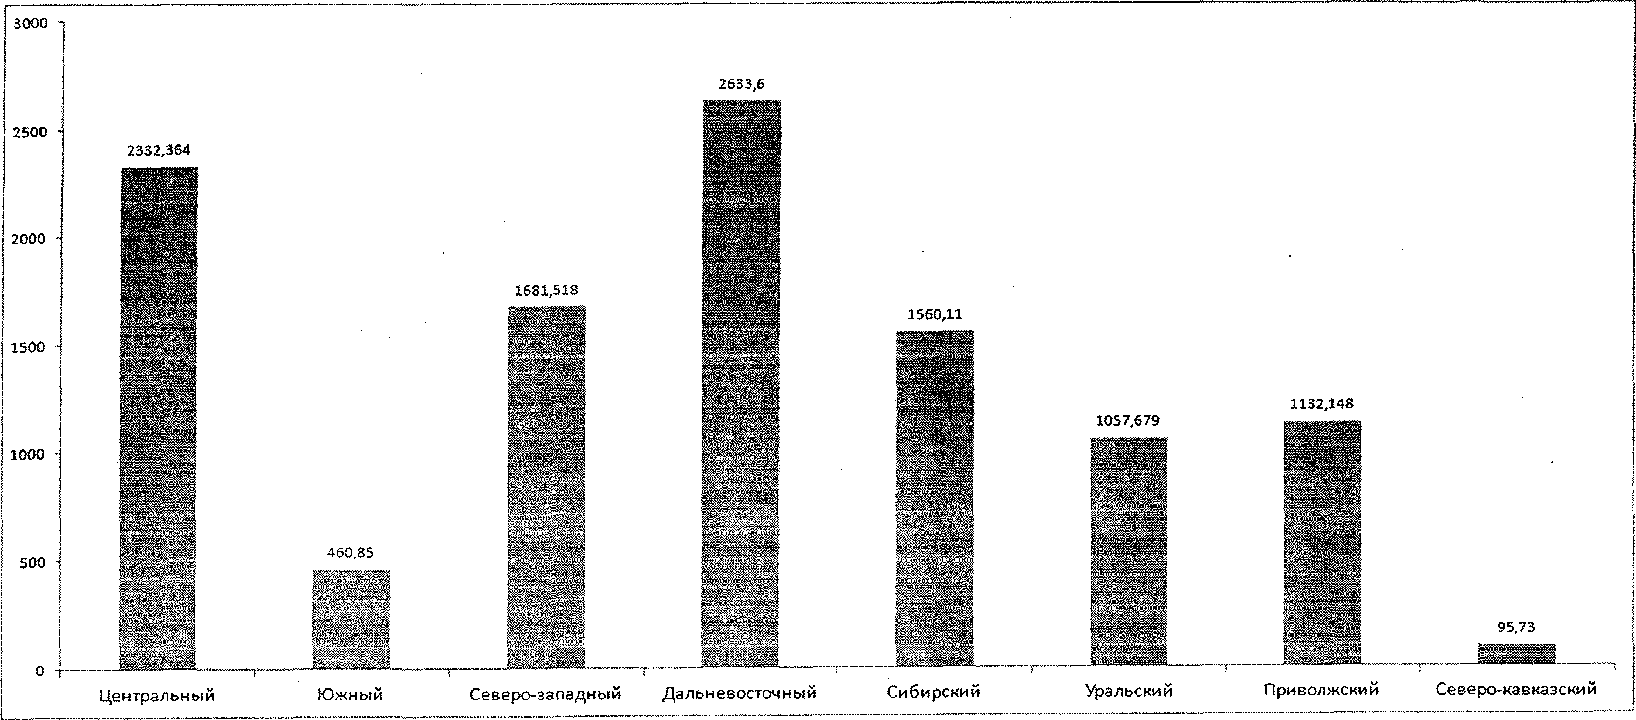 3000
2500
2000
1500
1000
500
0
2332,364
460,85
1681,518
2633,6
1560,11
1057,679
1132,148
95,73
Центральный
Южный
Северо-западный
Дальневосточный
Сибирский
Уральский
Приволжский
Северо-кавказский